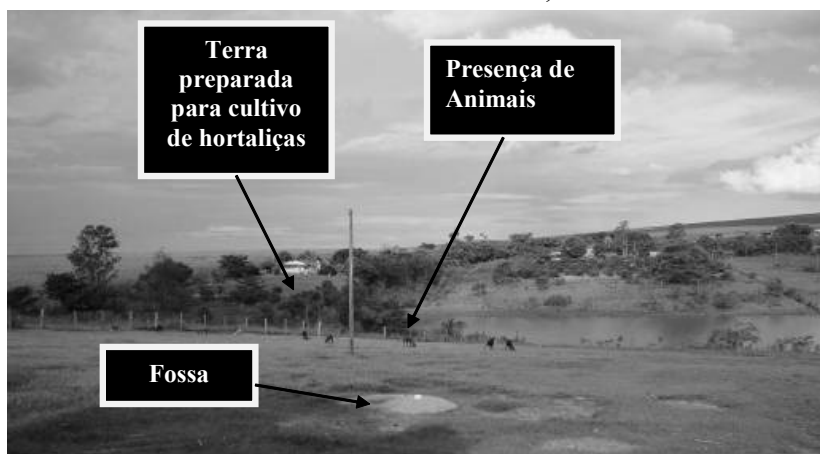 Terra
preparada
para cultivo
de hortaliças
Presença de
Animais
Fossa